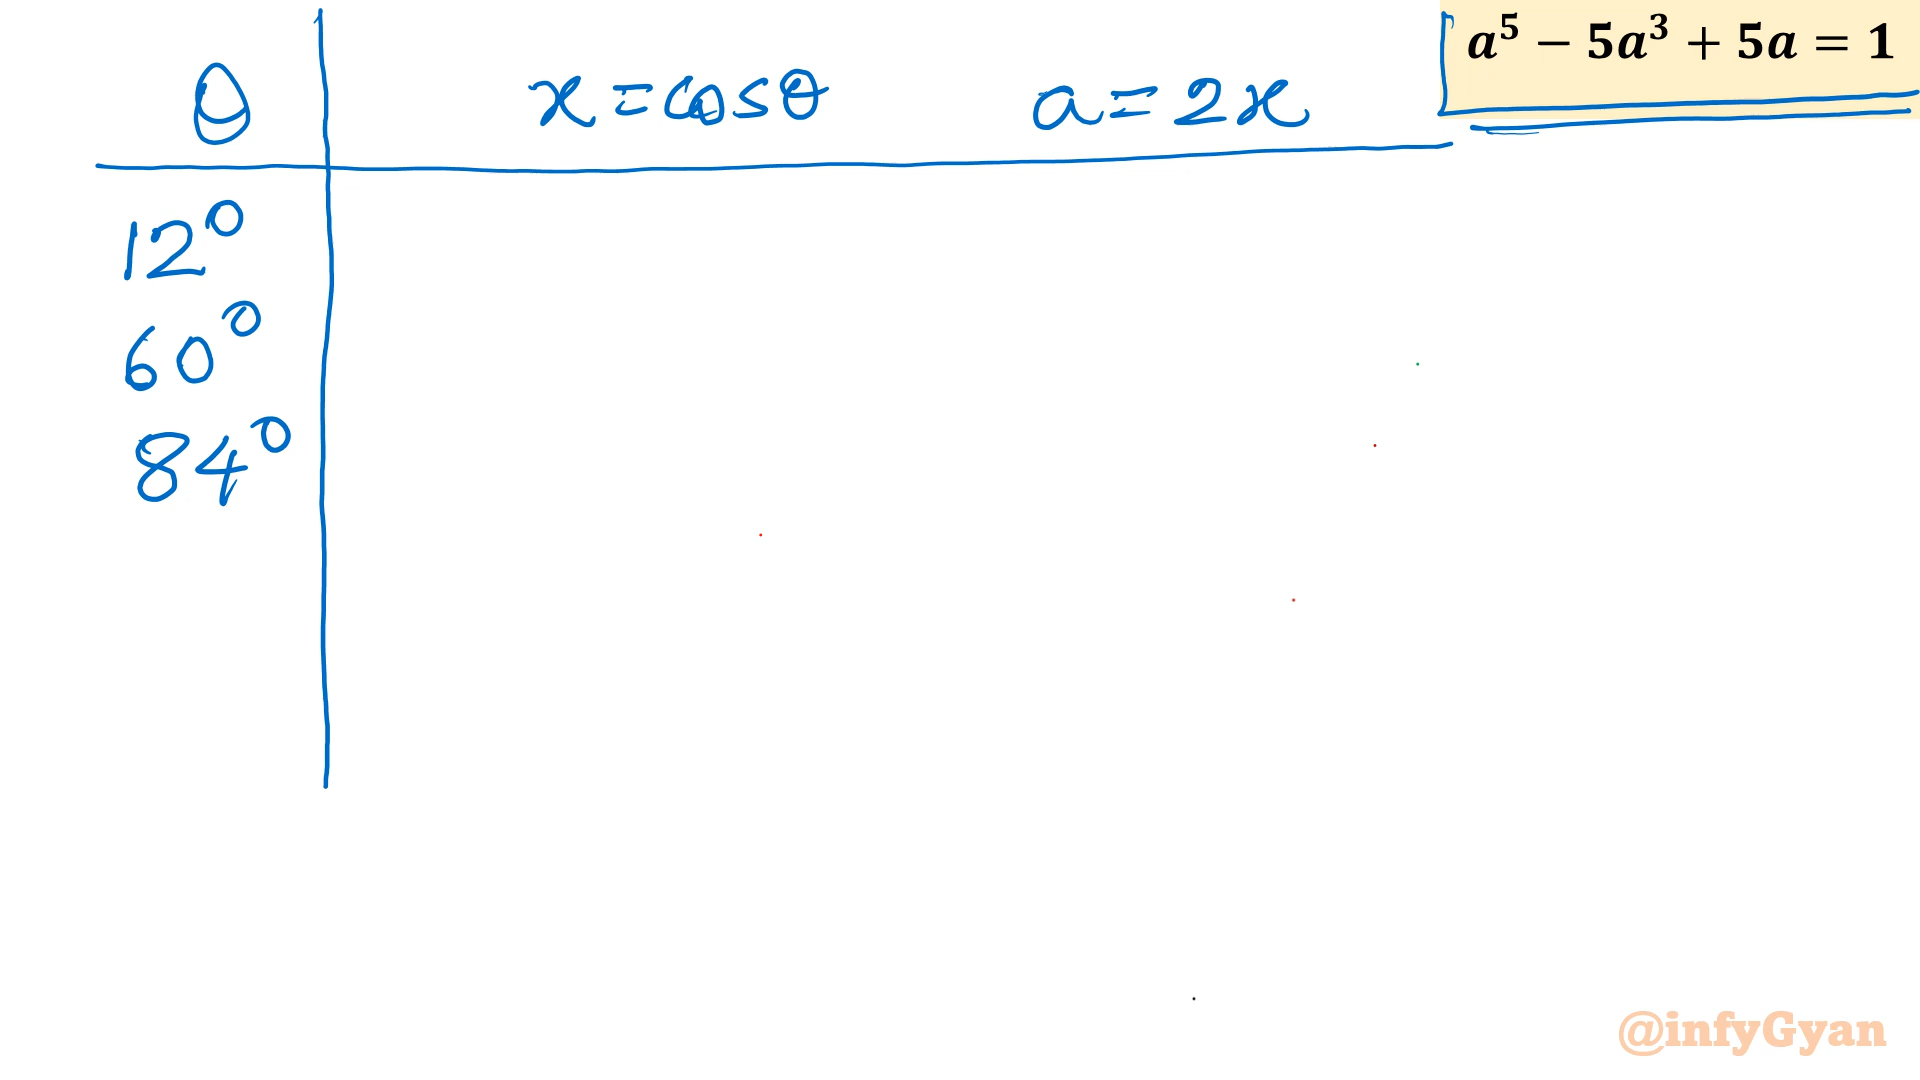 a⁵ − 5a³ + 5a = 1
θ x = cosθ a = 2x
12°
60°
84°
@infyGyan